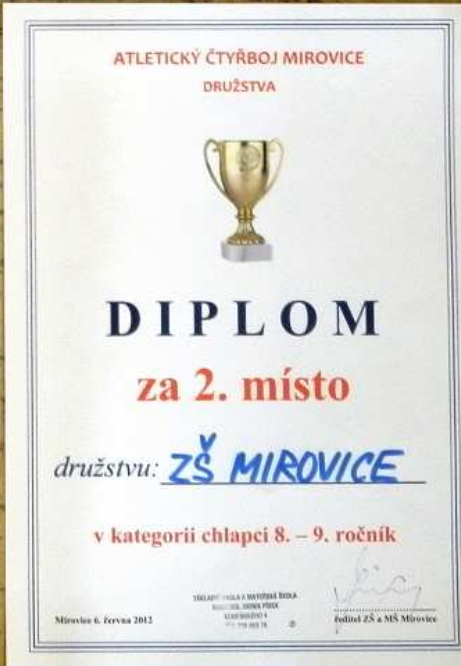 ATLETICKÝ ČTYŘBOJ MIROVICE
DRUŽSTVA
DIPLOM
za 2. místo
družstvu: ZŠ MIROVICE
v kategorii chlapci 8. – 9. ročník
ZÁKLADNÍ ŠKOLA A MATEŘSKÁ ŠKOLA
Mirovice 6. června 2012
ředitel ZŠ a MŠ Mirovice